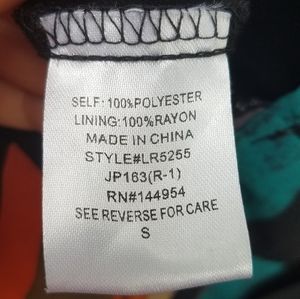 SELF: 100%POLYESTER
LINING: 100%RAYON
MADE IN CHINA
STYLE#LR5255
JP163(R-1)
RN#144954
SEE REVERSE FOR CARE
S